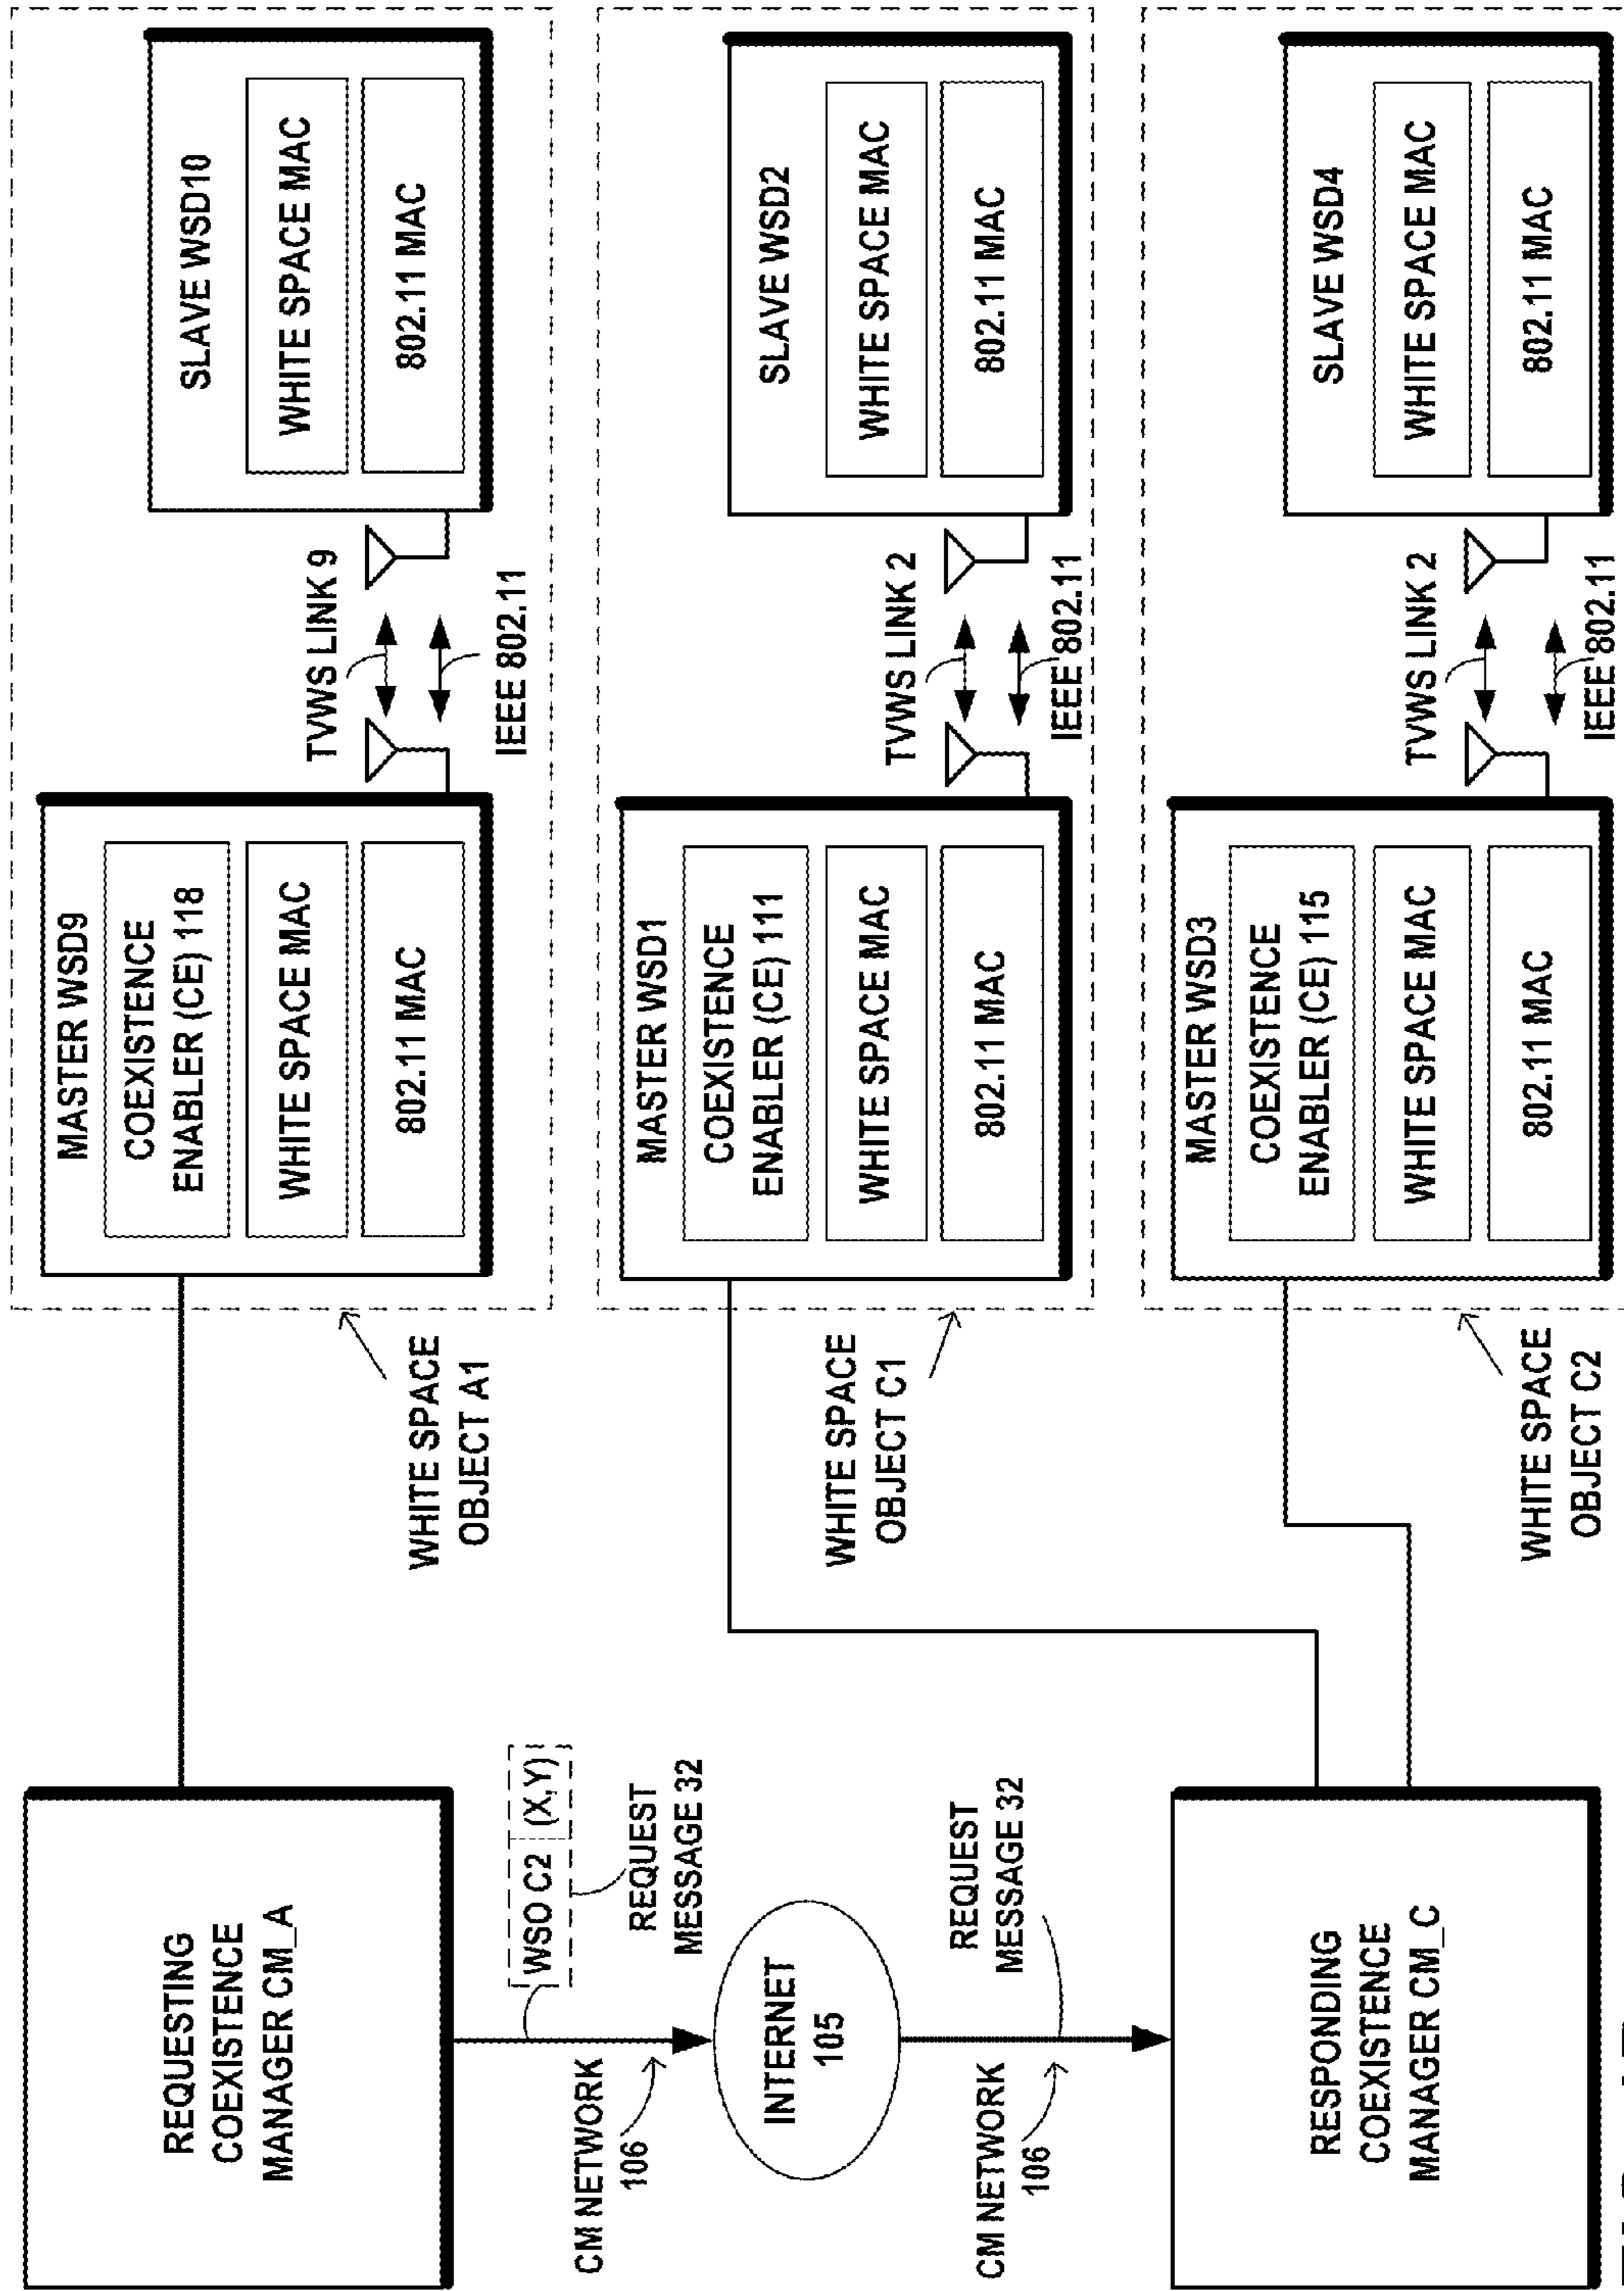 REQUESTING
COEXISTENCE
MANAGER CM_A
CM NETWORK
106
WSO C2 (X,Y)
REQUEST
MESSAGE 32
INTERNET
105
CM NETWORK
106
REQUEST
MESSAGE 32
RESPONDING
COEXISTENCE
MANAGER CM_C
WHITE SPACE
OBJECT A1
MASTER WSD9
COEXISTENCE
ENABLER (CE) 118
WHITE SPACE MAC
802.11 MAC
TVWS LINK 9
IEEE 802.11
SLAVE WSD10
WHITE SPACE MAC
802.11 MAC
WHITE SPACE
OBJECT C1
MASTER WSD1
COEXISTENCE
ENABLER (CE) 111
WHITE SPACE MAC
802.11 MAC
TVWS LINK 2
IEEE 802.11
SLAVE WSD2
WHITE SPACE MAC
802.11 MAC
WHITE SPACE
OBJECT C2
MASTER WSD3
COEXISTENCE
ENABLER (CE) 115
WHITE SPACE MAC
802.11 MAC
TVWS LINK 2
IEEE 802.11
SLAVE WSD4
WHITE SPACE MAC
802.11 MAC